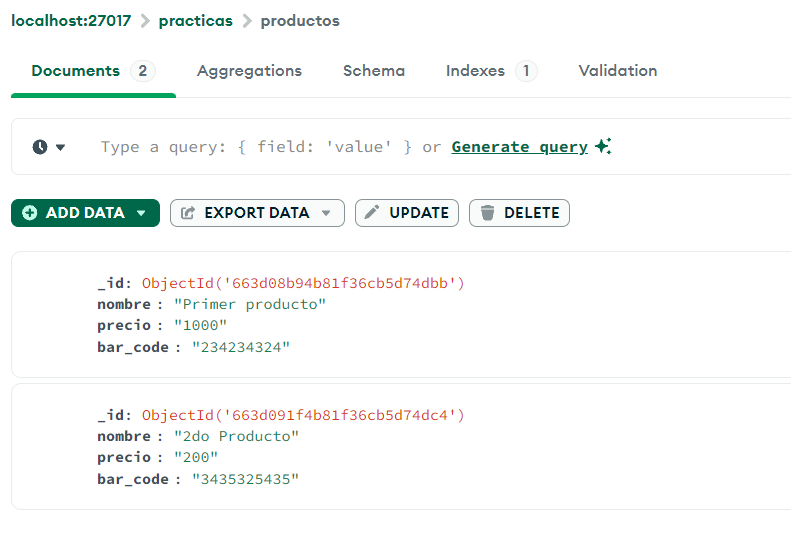 localhost:27017 > practicas > productos
Documents 2 Aggregations Schema Indexes 1 Validation
Type a query: { field: 'value' } or Generate query
ADD DATA EXPORT DATA UPDATE DELETE
_id: ObjectId('663d08b94b81f36cb5d74dbb')
nombre : "Primer producto"
precio : "1000"
bar_code : "234234324"
_id: ObjectId('663d091f4b81f36cb5d74dc4')
nombre : "2do Producto"
precio : "200"
bar_code : "3435325435"